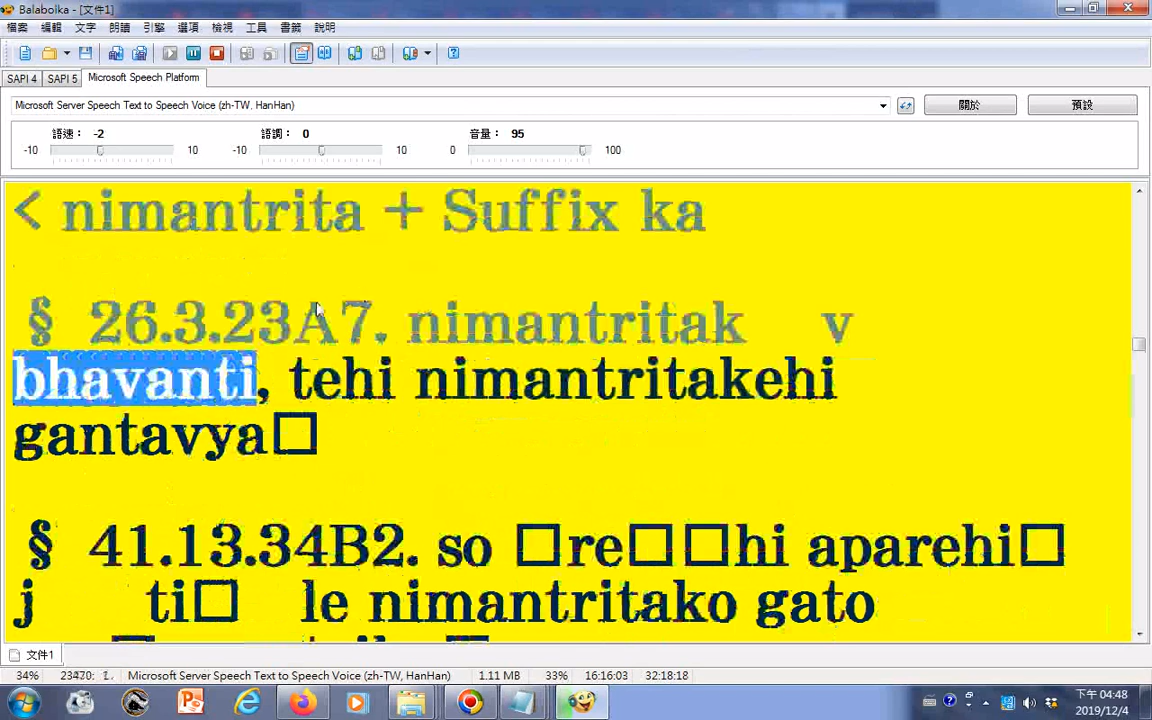 Balabolka - [文件1]
檔案 編輯 文字 朗讀 引擎 選項 檢視 工具 書籤 說明
SAPI 4 SAPI 5 Microsoft Speech Platform
Microsoft Server Speech Text to Speech Voice (zh-TW, HanHan) 關於 預設
語速： -2 語調： 0 音量： 95
-10 10 -10 10 0 100
< nimantrita + Suffix ka
§ 26.3.23A7. nimantritak v
bhavanti, tehi nimantritakehi
gantavya□
§ 41.13.34B2. so □re□□hi aparehi□
j ti□ le nimantritako gato
文件1
34% Microsoft Server Speech Text to Speech Voice (zh-TW, HanHan) 1.11 MB 33% 16:16:03 32:18:18
下午 04:48
2019/12/4